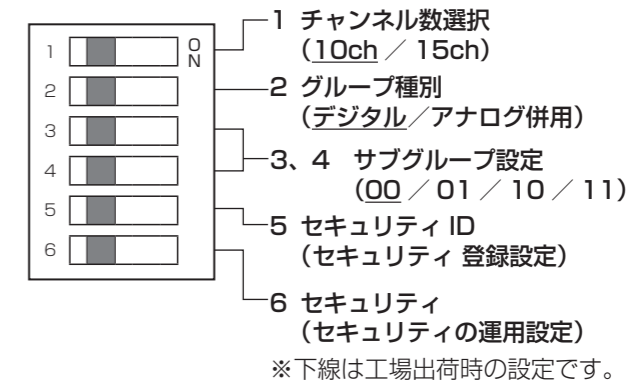 1 チャンネル数選択
(10ch / 15ch)
2 グループ種別
(デジタル/アナログ併用)
3、4 サブグループ設定
(00 / 01 / 10 / 11)
5 セキュリティ ID
(セキュリティ 登録設定)
6 セキュリティ
(セキュリティの運用設定)
※下線は工場出荷時の設定です。
1
2
3
4
5
6
ON